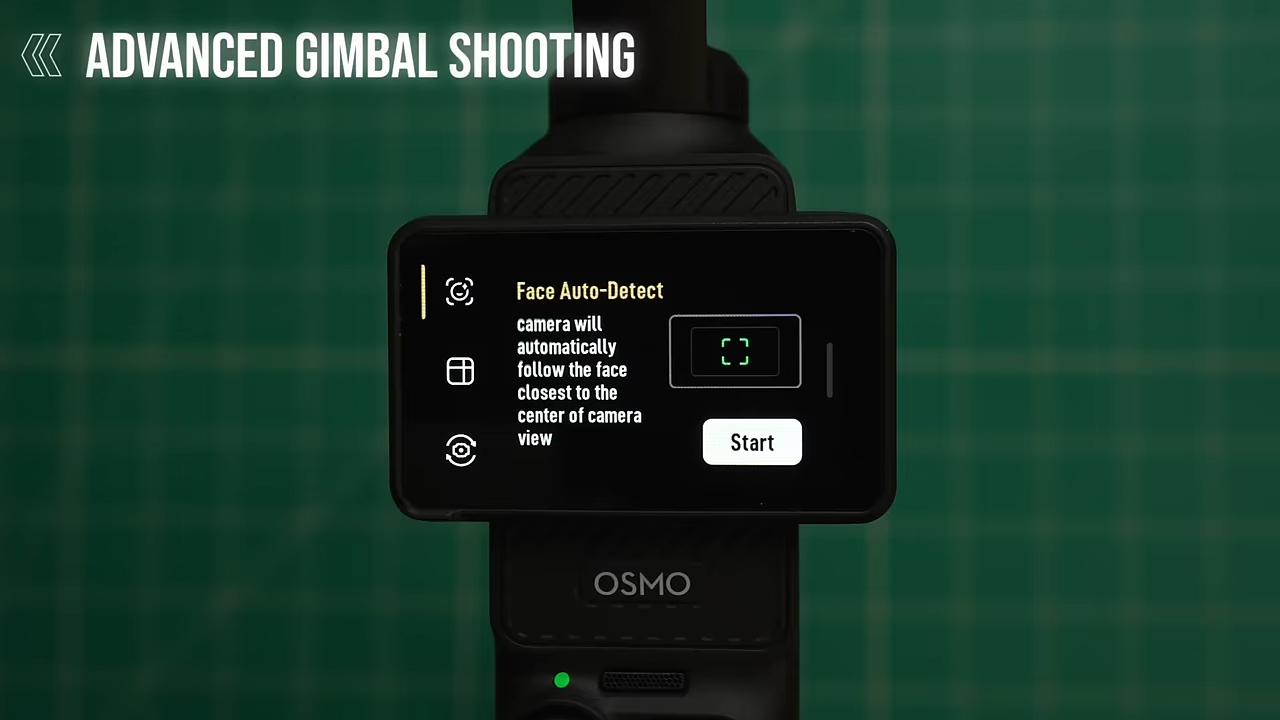 ADVANCED GIMBAL SHOOTING
Face Auto-Detect
camera will
automatically
follow the face
closest to the
center of camera
view
Start
OSMO